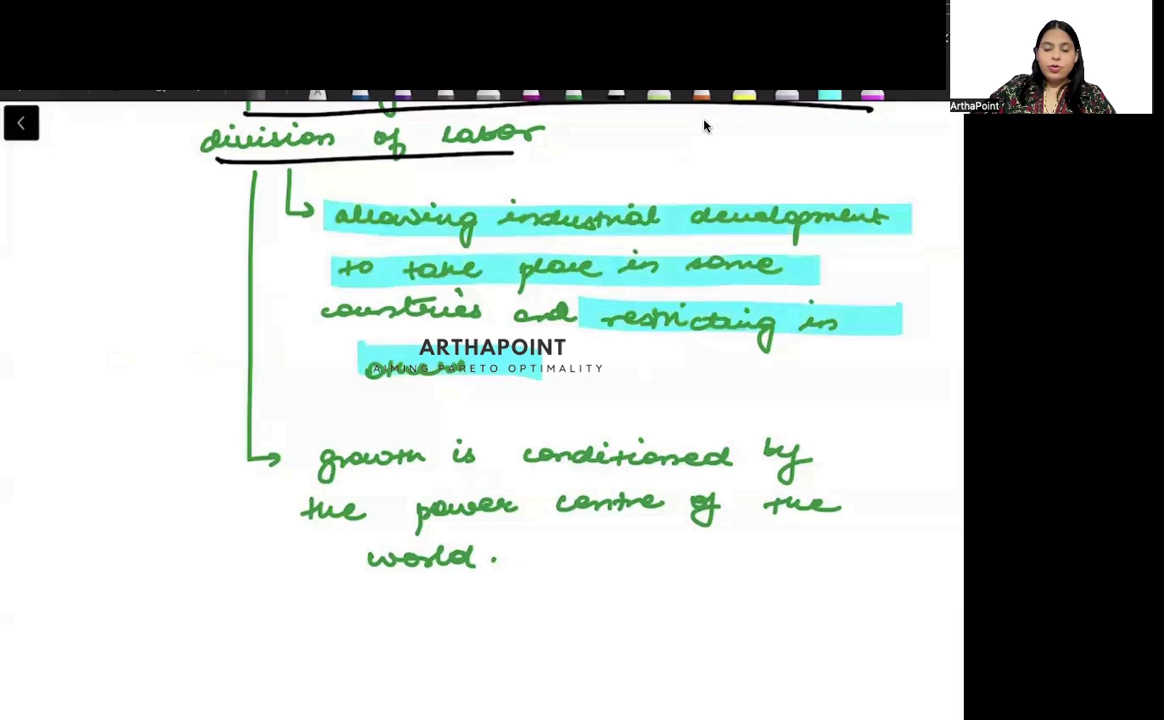 ArthaPoint
division of labor
allowing industrial development
to take place in some
countries and restricting in
ARTHAPOINT
AIMING PARETO OPTIMALITY
growth is conditioned by
the power centre of the
world.